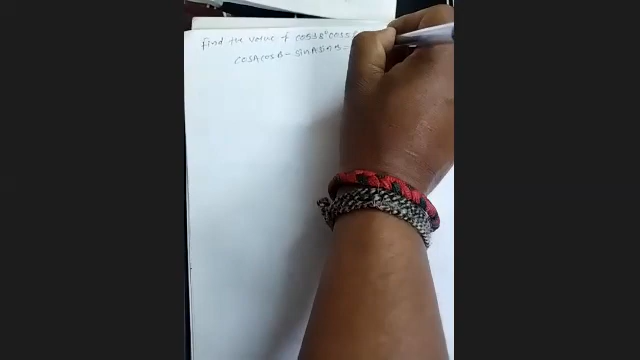 Find the value of cos38° cos5
cosAcosB - sinAsinB =